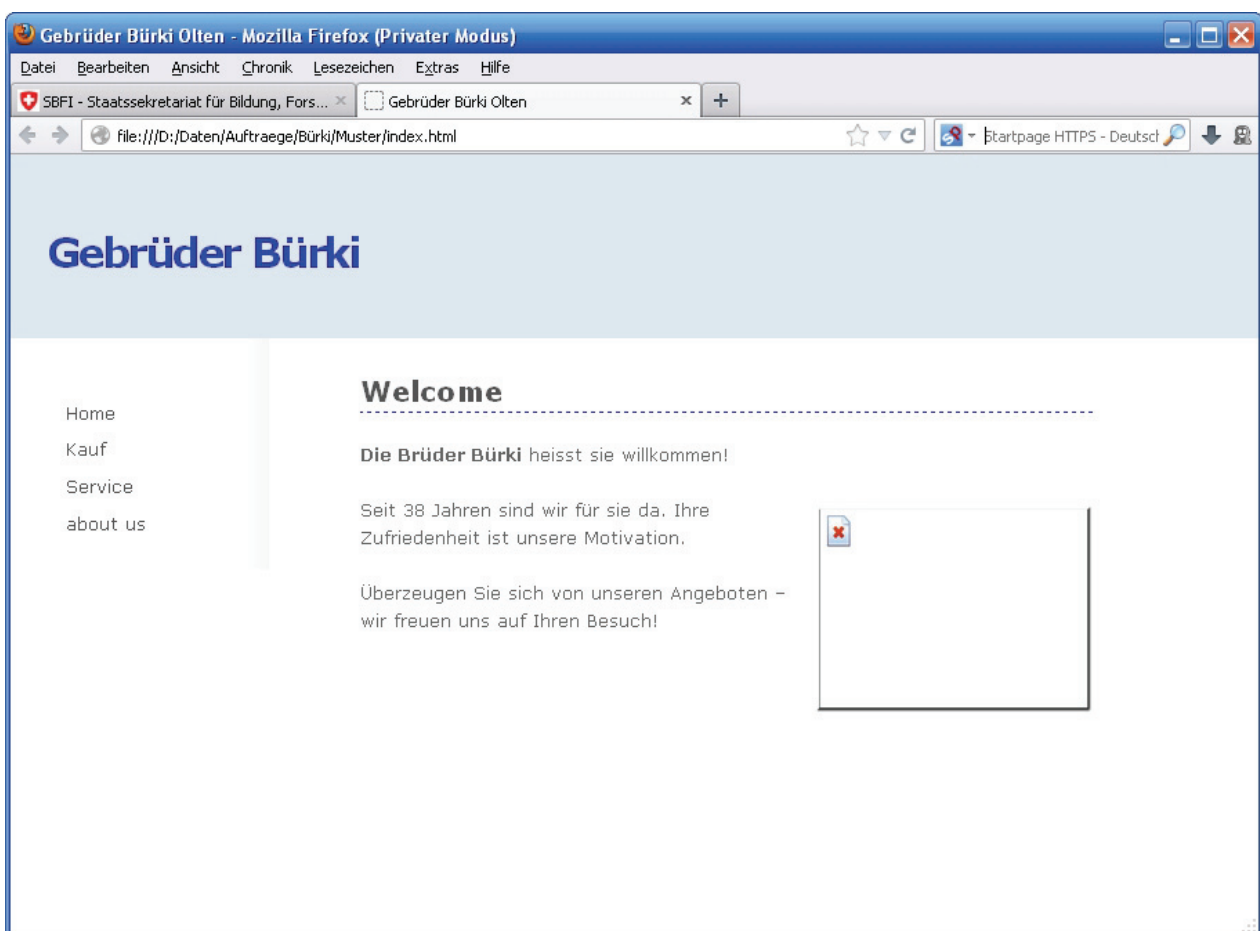 Gebrüder Bürki Olten - Mozilla Firefox (Privater Modus)
Datei Bearbeiten Ansicht Chronik Lesezeichen Extras Hilfe
SBFI - Staatssekretariat für Bildung, Fors... Gebrüder Bürki Olten
file:///D:/Daten/Auftraege/Bürki/Muster/index.html Startpage HTTPS - Deutsch
Gebrüder Bürki
Welcome
Home
Kauf
Service
about us
Die Brüder Bürki heisst sie willkommen!
Seit 38 Jahren sind wir für sie da. Ihre
Zufriedenheit ist unsere Motivation.
Überzeugen Sie sich von unseren Angeboten –
wir freuen uns auf Ihren Besuch!